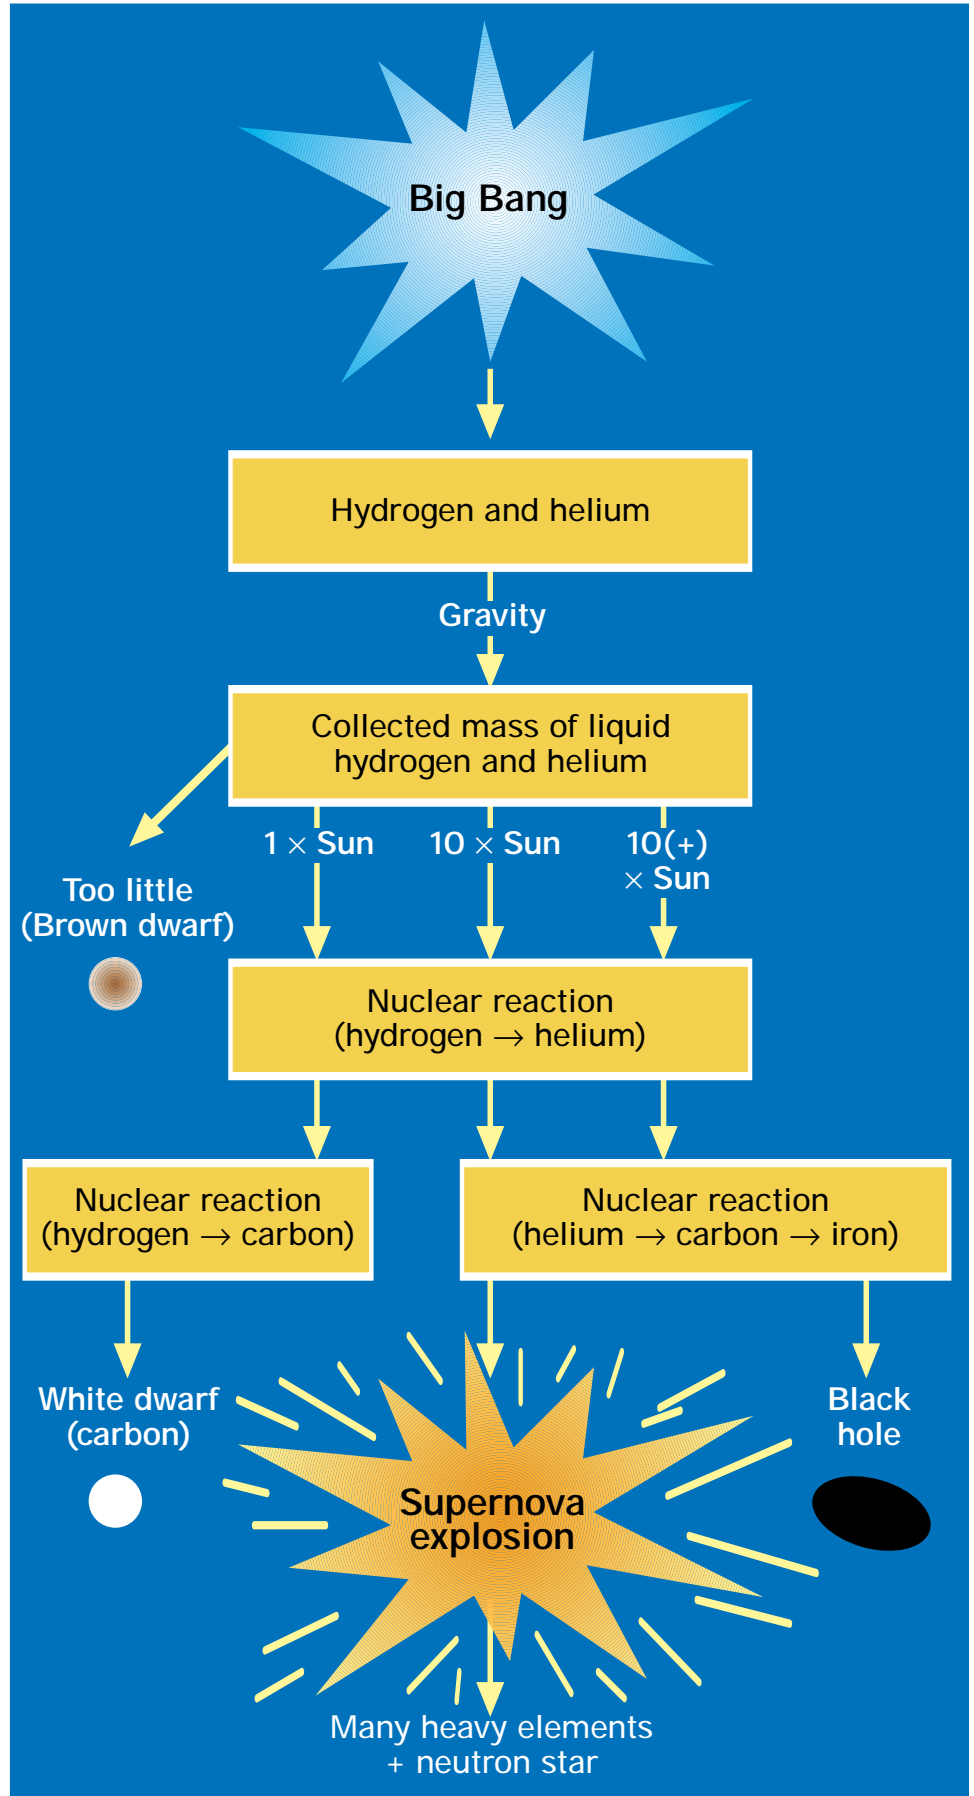 Big Bang
Hydrogen and helium
Gravity
Collected mass of liquid
hydrogen and helium
1 × Sun
10 × Sun
10(+)
× Sun
Too little
(Brown dwarf)
Nuclear reaction
(hydrogen → helium)
Nuclear reaction
(hydrogen → carbon)
Nuclear reaction
(helium → carbon → iron)
White dwarf
(carbon)
Black
hole
Supernova
explosion
Many heavy elements
+ neutron star